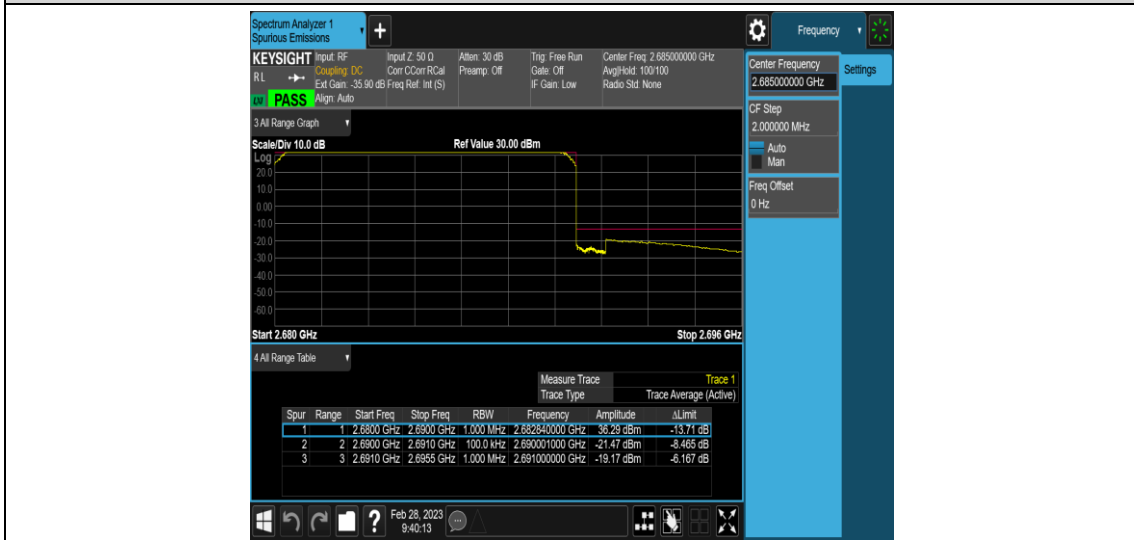 Spectrum Analyzer 1
Spurious Emissions
Frequency
KEYSIGHT
RL
LXI
PASS
Input: RF
Coupling: DC
Ext Gain: -35.90 dB
Align: Auto
Input Z: 50 Ω
Corr CCorr RCal
Freq Ref: Int (S)
Atten: 30 dB
Preamp: Off
Trig: Free Run
Gate: Off
IF Gain: Low
Center Freq: 2.685000000 GHz
Avg|Hold: 100/100
Radio Std: None
Center Frequency
2.685000000 GHz
Settings
CF Step
2.000000 MHz
Auto
Man
Freq Offset
0 Hz
3 All Range Graph
Scale/Div 10.0 dB Ref Value 30.00 dBm
Log
20.0
10.0
0.00
-10.0
-20.0
-30.0
-40.0
-50.0
-60.0
Start 2.680 GHz Stop 2.696 GHz
4 All Range Table
Measure Trace Trace 1
Trace Type Trace Average (Active)
Spur Range Start Freq Stop Freq RBW Frequency Amplitude ΔLimit
1 1 2.6800 GHz 2.6900 GHz 1.000 MHz 2.682840000 GHz 36.29 dBm -13.71 dB
2 2 2.6900 GHz 2.6910 GHz 100.0 kHz 2.690001000 GHz -21.47 dBm -8.465 dB
3 3 2.6910 GHz 2.6955 GHz 1.000 MHz 2.691000000 GHz -19.17 dBm -6.167 dB
Feb 28, 2023
9:40:13